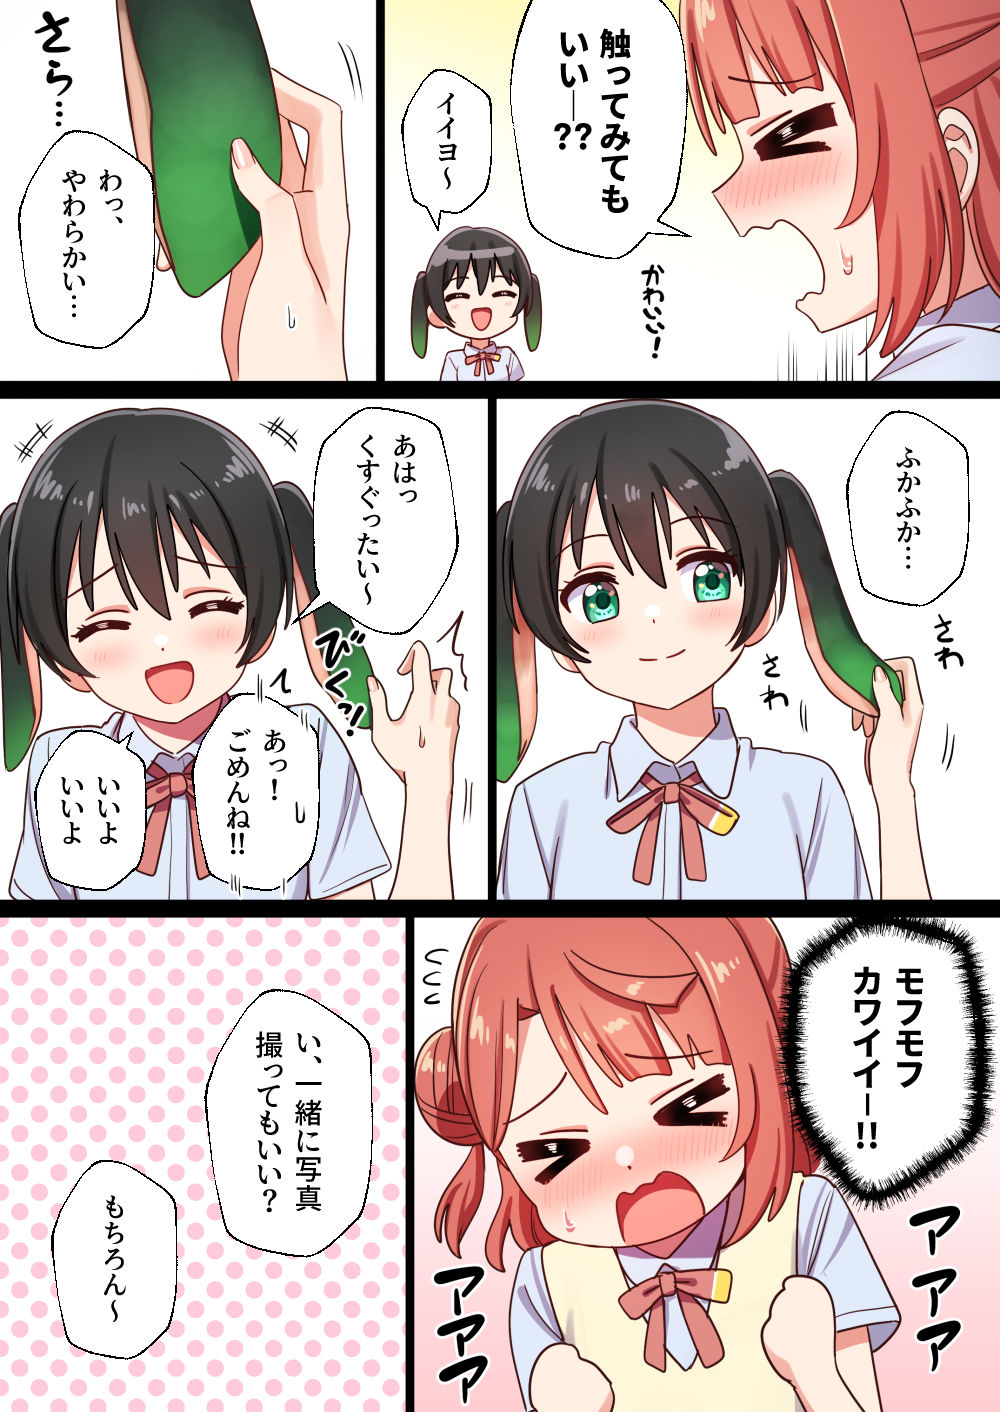 触ってみても
いい―??
かわいい!
イイヨ～
さら…
わっ、
やわらかい…
ふかふか…
さわ
さわ
あはっ
くすぐったい～
びくっ!
あっ!
ごめんね!!
いいよ
いいよ
モフモフ
カワイイー!!
アアア
アアア
い、一緒に写真
撮ってもいい?
もちろん～